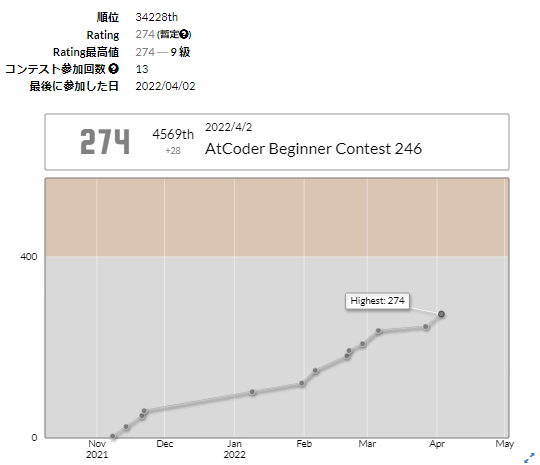 順位 34228th
Rating 274 (暫定?)
Rating最高値 274 ― 9 級
コンテスト参加回数 ? 13
最後に参加した日 2022/04/02
274 4569th 2022/4/2
+28 AtCoder Beginner Contest 246
400
Highest: 274
0
Nov Dec Jan Feb Mar Apr May
2021 2022